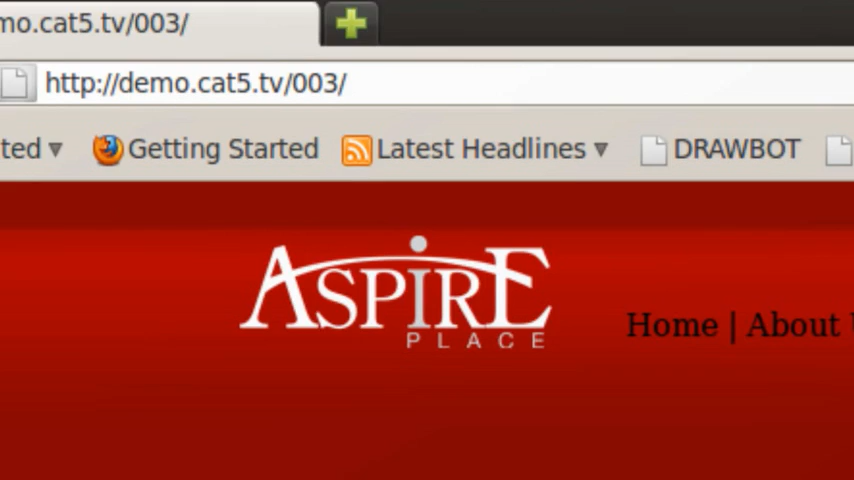 mo.cat5.tv/003/
http://demo.cat5.tv/003/
ted Getting Started Latest Headlines DRAWBOT
ASPIRE
PLACE
Home | About